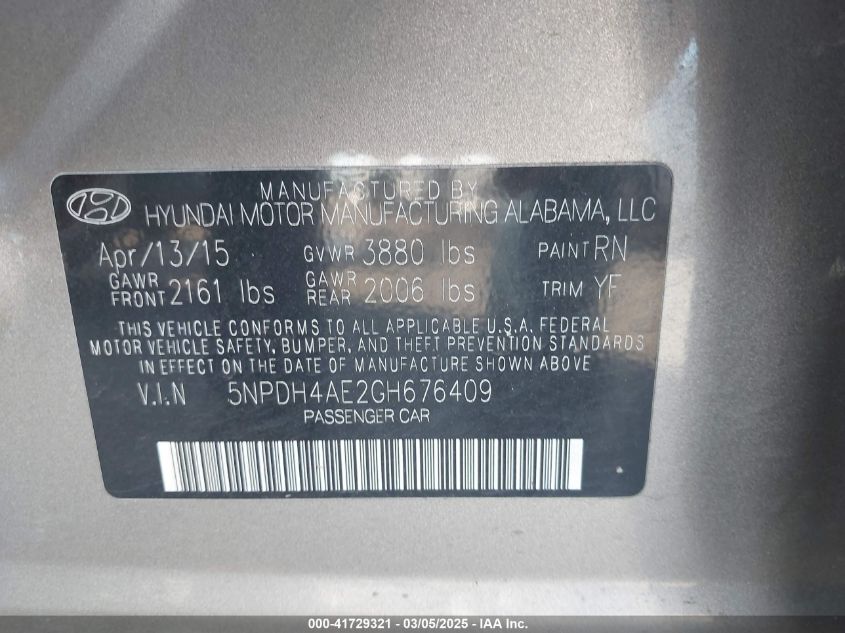 MANUFACTURED BY
HYUNDAI MOTOR MANUFACTURING ALABAMA, LLC
Apr/13/15 GVWR 3880 lbs PAINT RN
GAWR FRONT 2161 lbs GAWR REAR 2006 lbs TRIM YF
THIS VEHICLE CONFORMS TO ALL APPLICABLE U.S.A. FEDERAL
MOTOR VEHICLE SAFETY, BUMPER, AND THEFT PREVENTION STANDARDS
IN EFFECT ON THE DATE OF MANUFACTURE SHOWN ABOVE
V.I.N 5NPDH4AE2GH676409
PASSENGER CAR
000-41729321 - 03/05/2025 - IAA Inc.